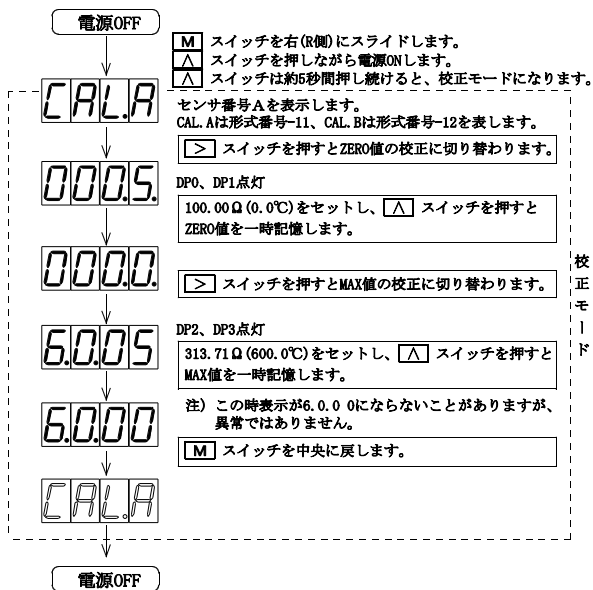 電源OFF
M スイッチを右(R側)にスライドします。
∧ スイッチを押しながら電源ONします。
∧ スイッチは約5秒間押し続けると、校正モードになります。
CAL.A
センサ番号Aを表示します。
CAL.Aは形式番号-11、CAL.Bは形式番号-12を表します。
> スイッチを押すとZERO値の校正に切り替わります。
000.5.
DP0、DP1点灯
100.00Ω(0.0℃)をセットし、 ∧ スイッチを押すと
ZERO値を一時記憶します。
000.0.
> スイッチを押すとMAX値の校正に切り替わります。
校正モード
6.0.05
DP2、DP3点灯
313.71Ω(600.0℃)をセットし、 ∧ スイッチを押すと
MAX値を一時記憶します。
6.0.00
注) この時表示が6.0.0 0にならないことがありますが、
異常ではありません。
M スイッチを中央に戻します。
CAL.A
電源OFF